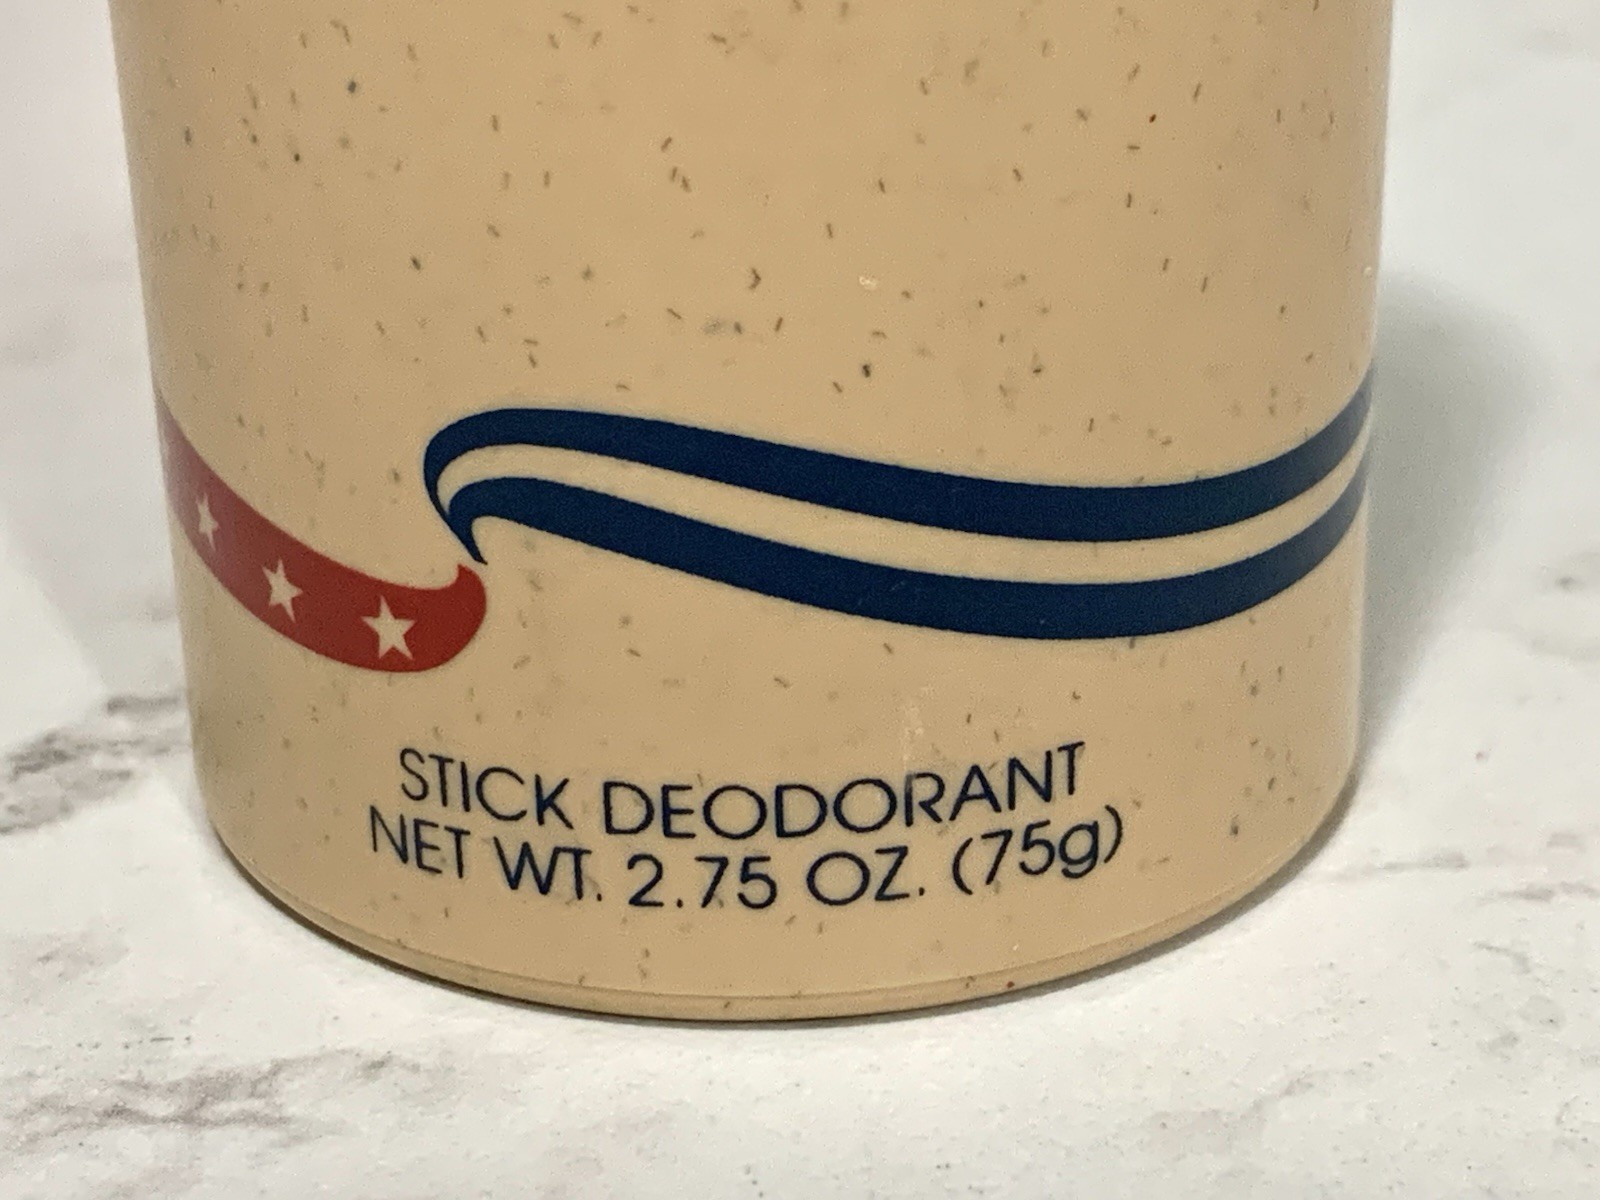 STICK DEODORANT
NET WT. 2.75 OZ. (75g)